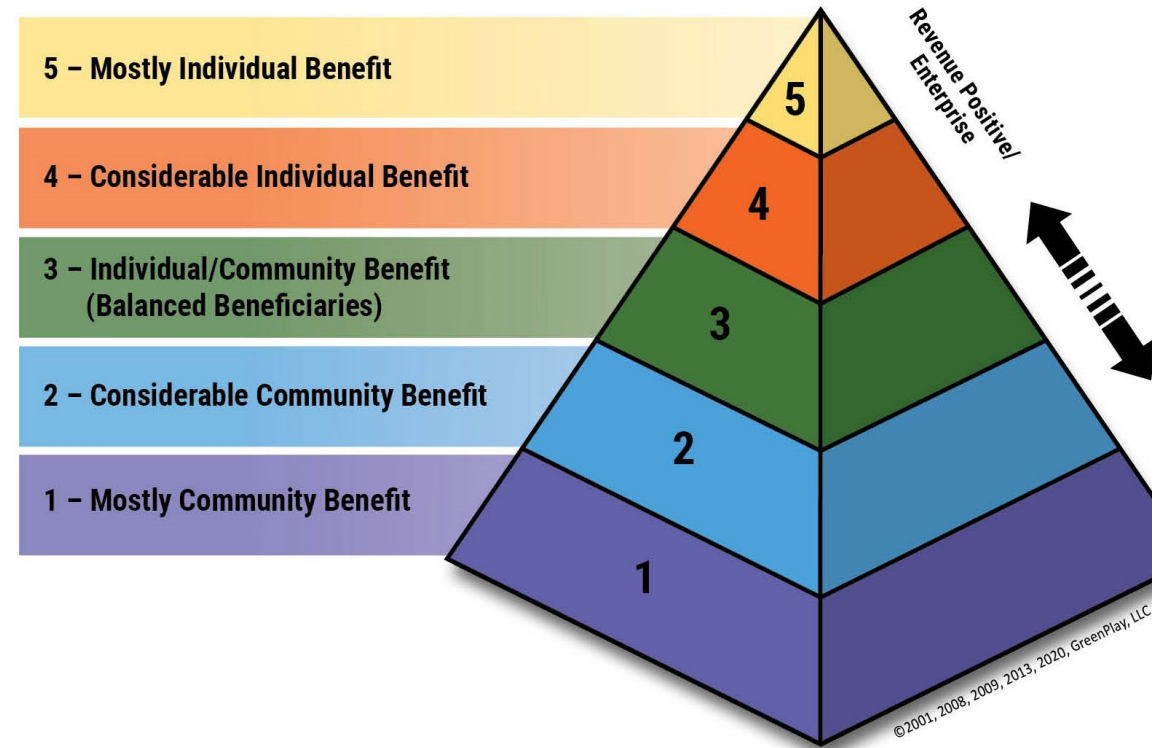 5 – Mostly Individual Benefit
4 – Considerable Individual Benefit
3 – Individual/Community Benefit
(Balanced Beneficiaries)
2 – Considerable Community Benefit
1 – Mostly Community Benefit
5
4
3
2
1
Revenue Positive/
Enterprise
©2001, 2008, 2009, 2013, 2020, GreenPlay, LLC